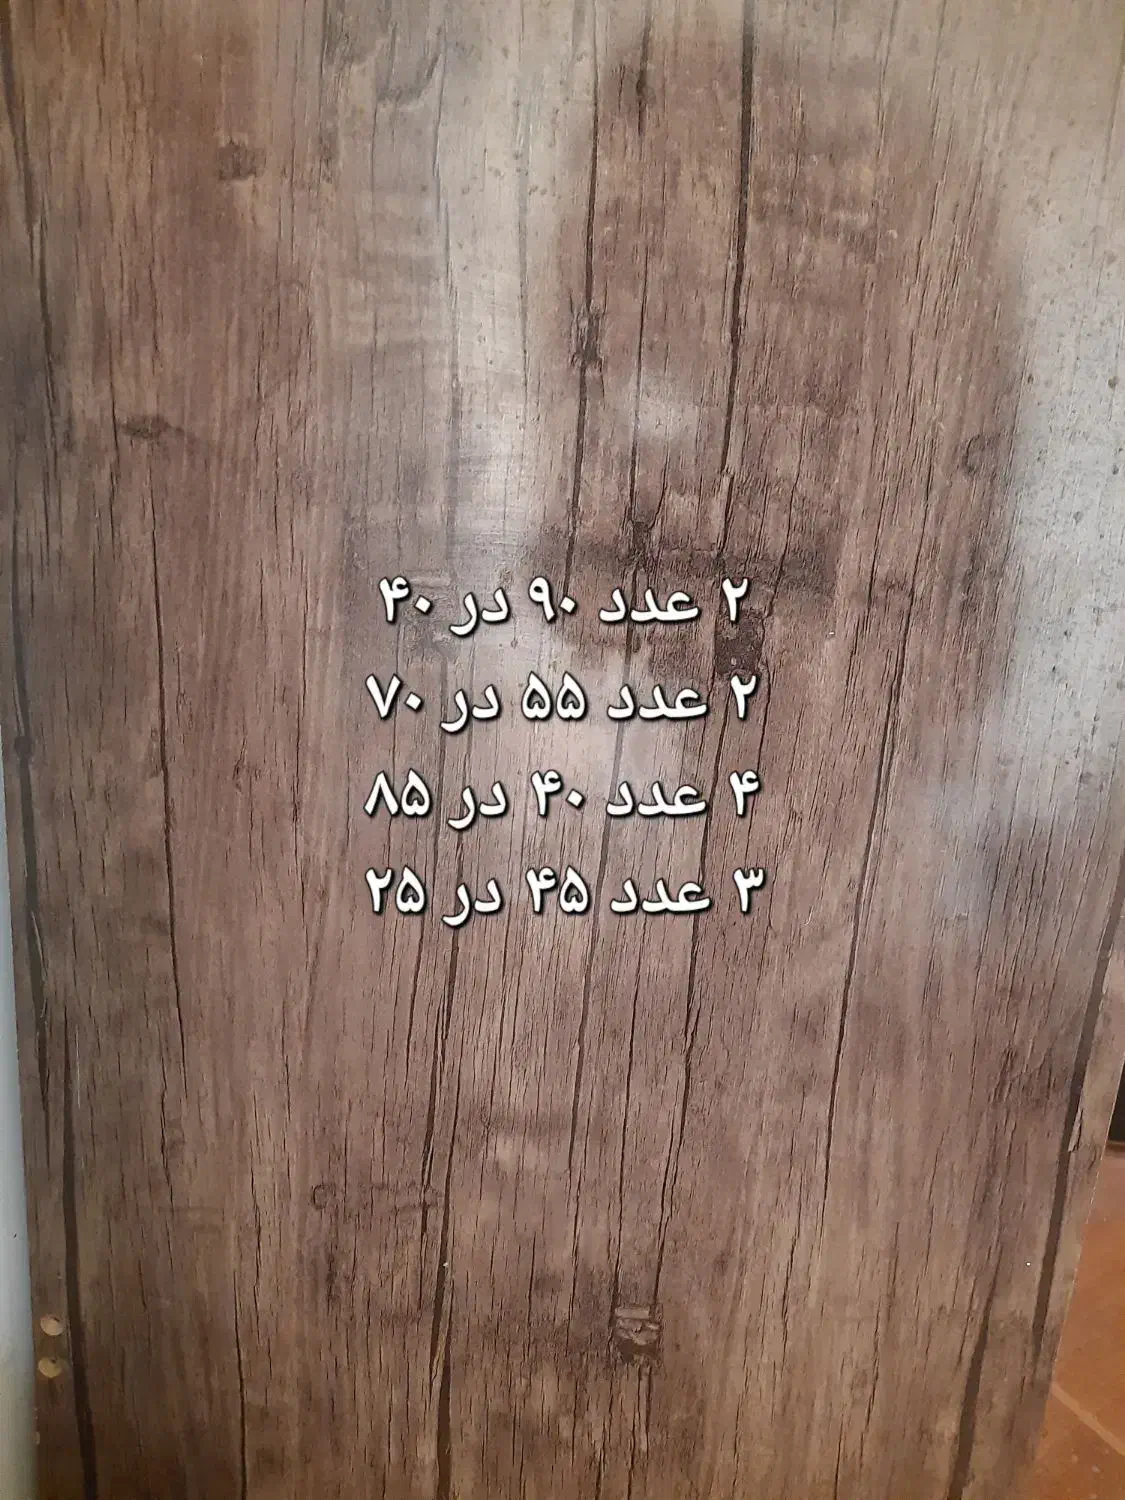 ۲ عدد ۹۰ در ۴۰
۲ عدد ۵۵ در ۷۰
۴ عدد ۴۰ در ۸۵
۳ عدد ۴۵ در ۲۵